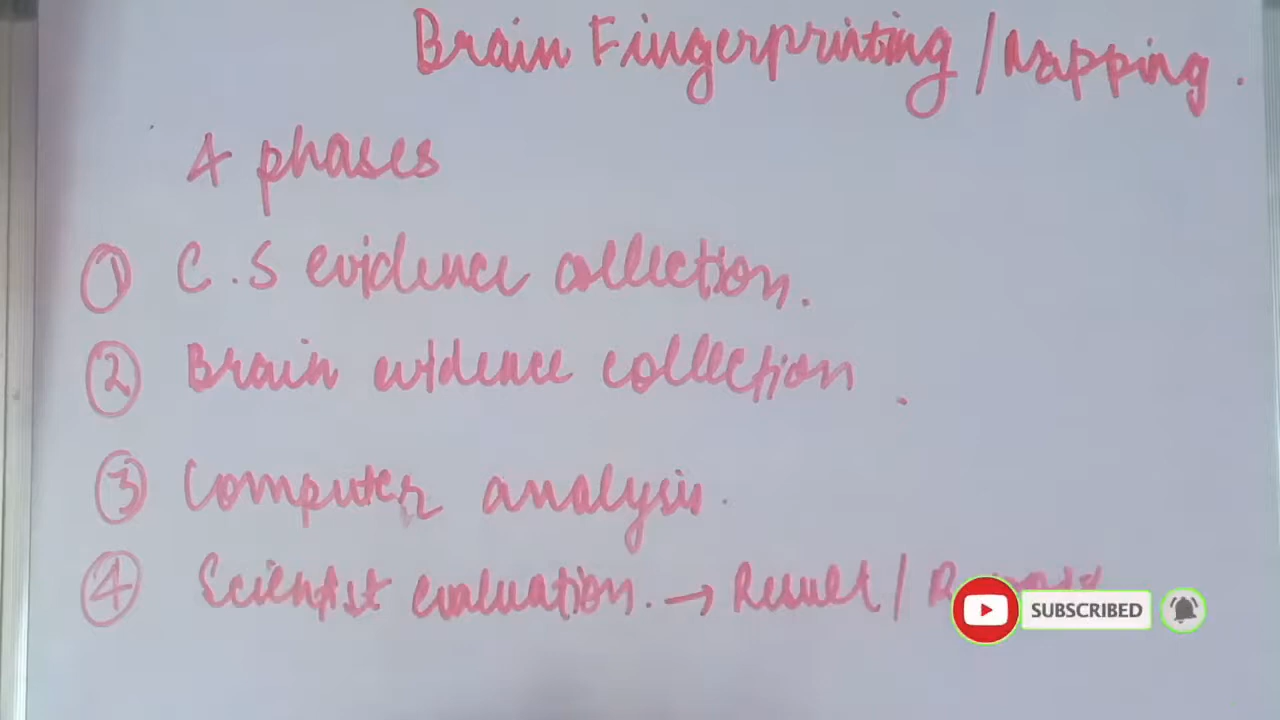 Brain Fingerprinting / Mapping.
4 phases
① C.S evidence collection.
② Brain evidence collection.
③ Computer analysis.
④ Scientist evaluation. → Result /
SUBSCRIBED